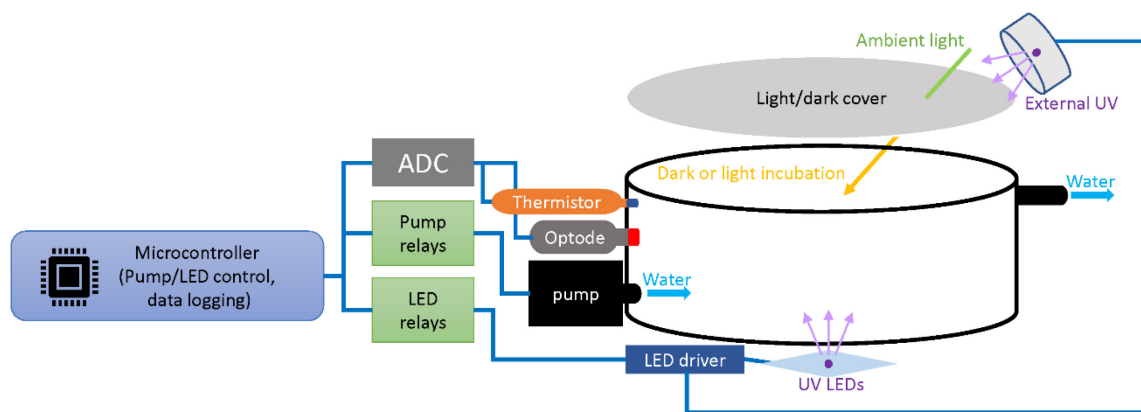 Ambient light
External UV
Light/dark cover
ADC
Dark or light incubation
Water
Thermistor
Pump
relays
Optode
Microcontroller
(Pump/LED control,
data logging)
pump
Water
LED
relays
LED driver
UV LEDs